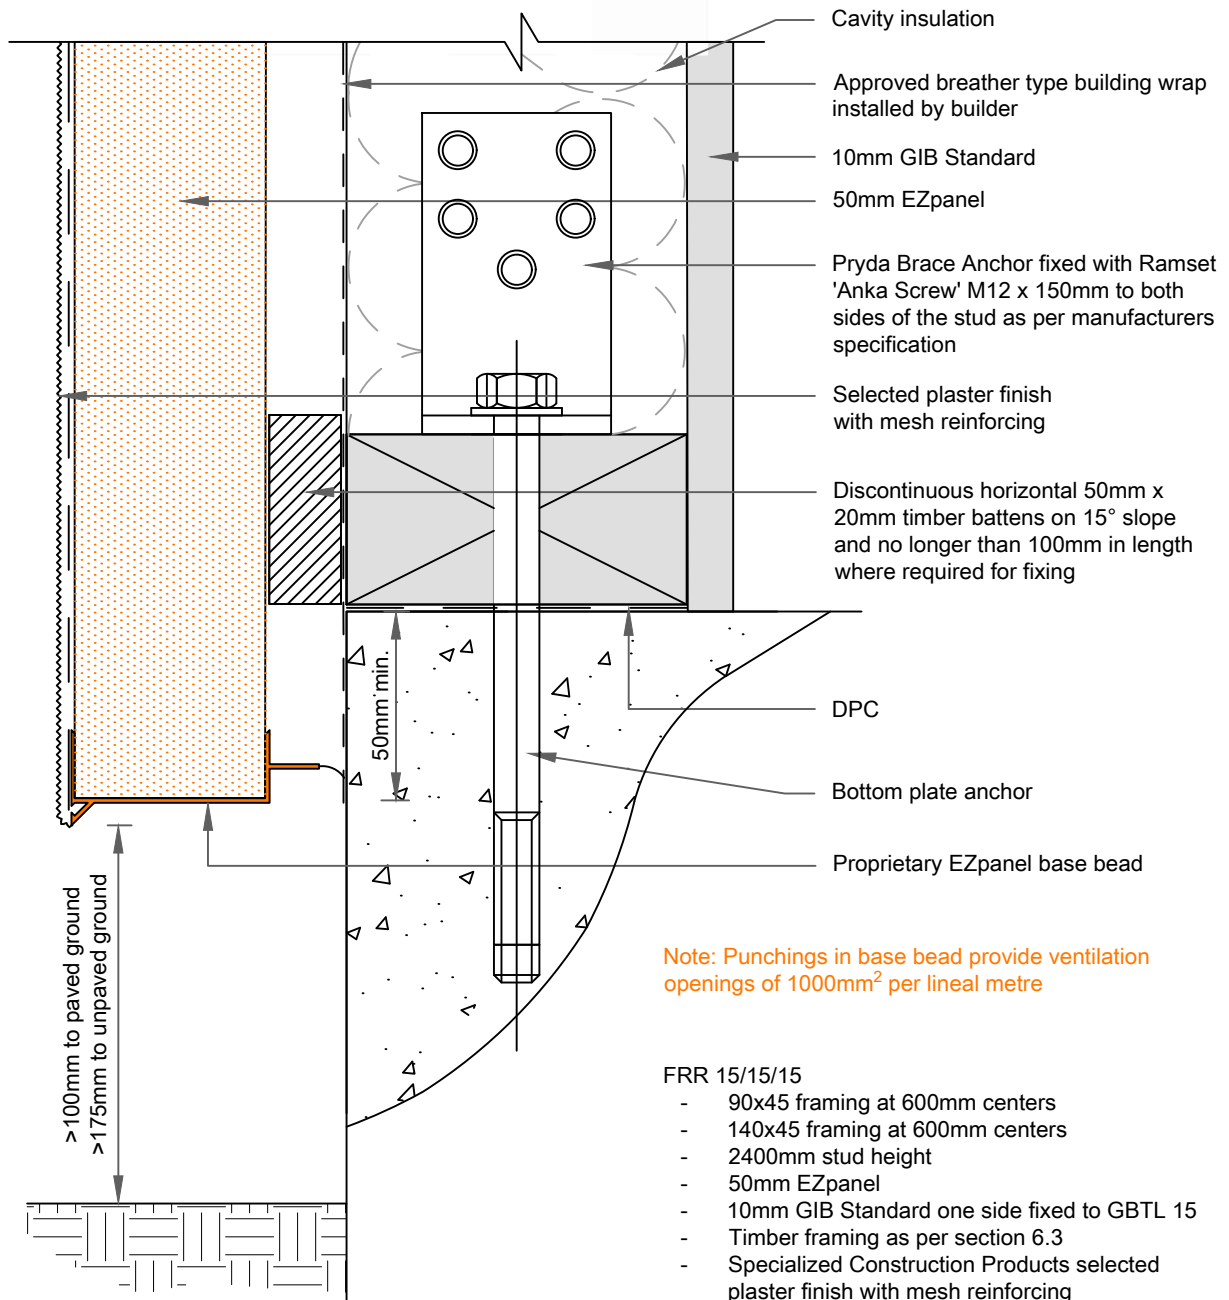 Cavity insulation
Approved breather type building wrap
installed by builder
10mm GIB Standard
50mm EZpanel
Pryda Brace Anchor fixed with Ramset
'Anka Screw' M12 x 150mm to both
sides of the stud as per manufacturers
specification
Selected plaster finish
with mesh reinforcing
Discontinuous horizontal 50mm x
20mm timber battens on 15° slope
and no longer than 100mm in length
where required for fixing
50mm min.
DPC
Bottom plate anchor
Proprietary EZpanel base bead
>100mm to paved ground
>175mm to unpaved ground
Note: Punchings in base bead provide ventilation
openings of 1000mm² per lineal metre
FRR 15/15/15
- 90x45 framing at 600mm centers
- 140x45 framing at 600mm centers
- 2400mm stud height
- 50mm EZpanel
- 10mm GIB Standard one side fixed to GBTL 15
- Timber framing as per section 6.3
- Specialized Construction Products selected
plaster finish with mesh reinforcing